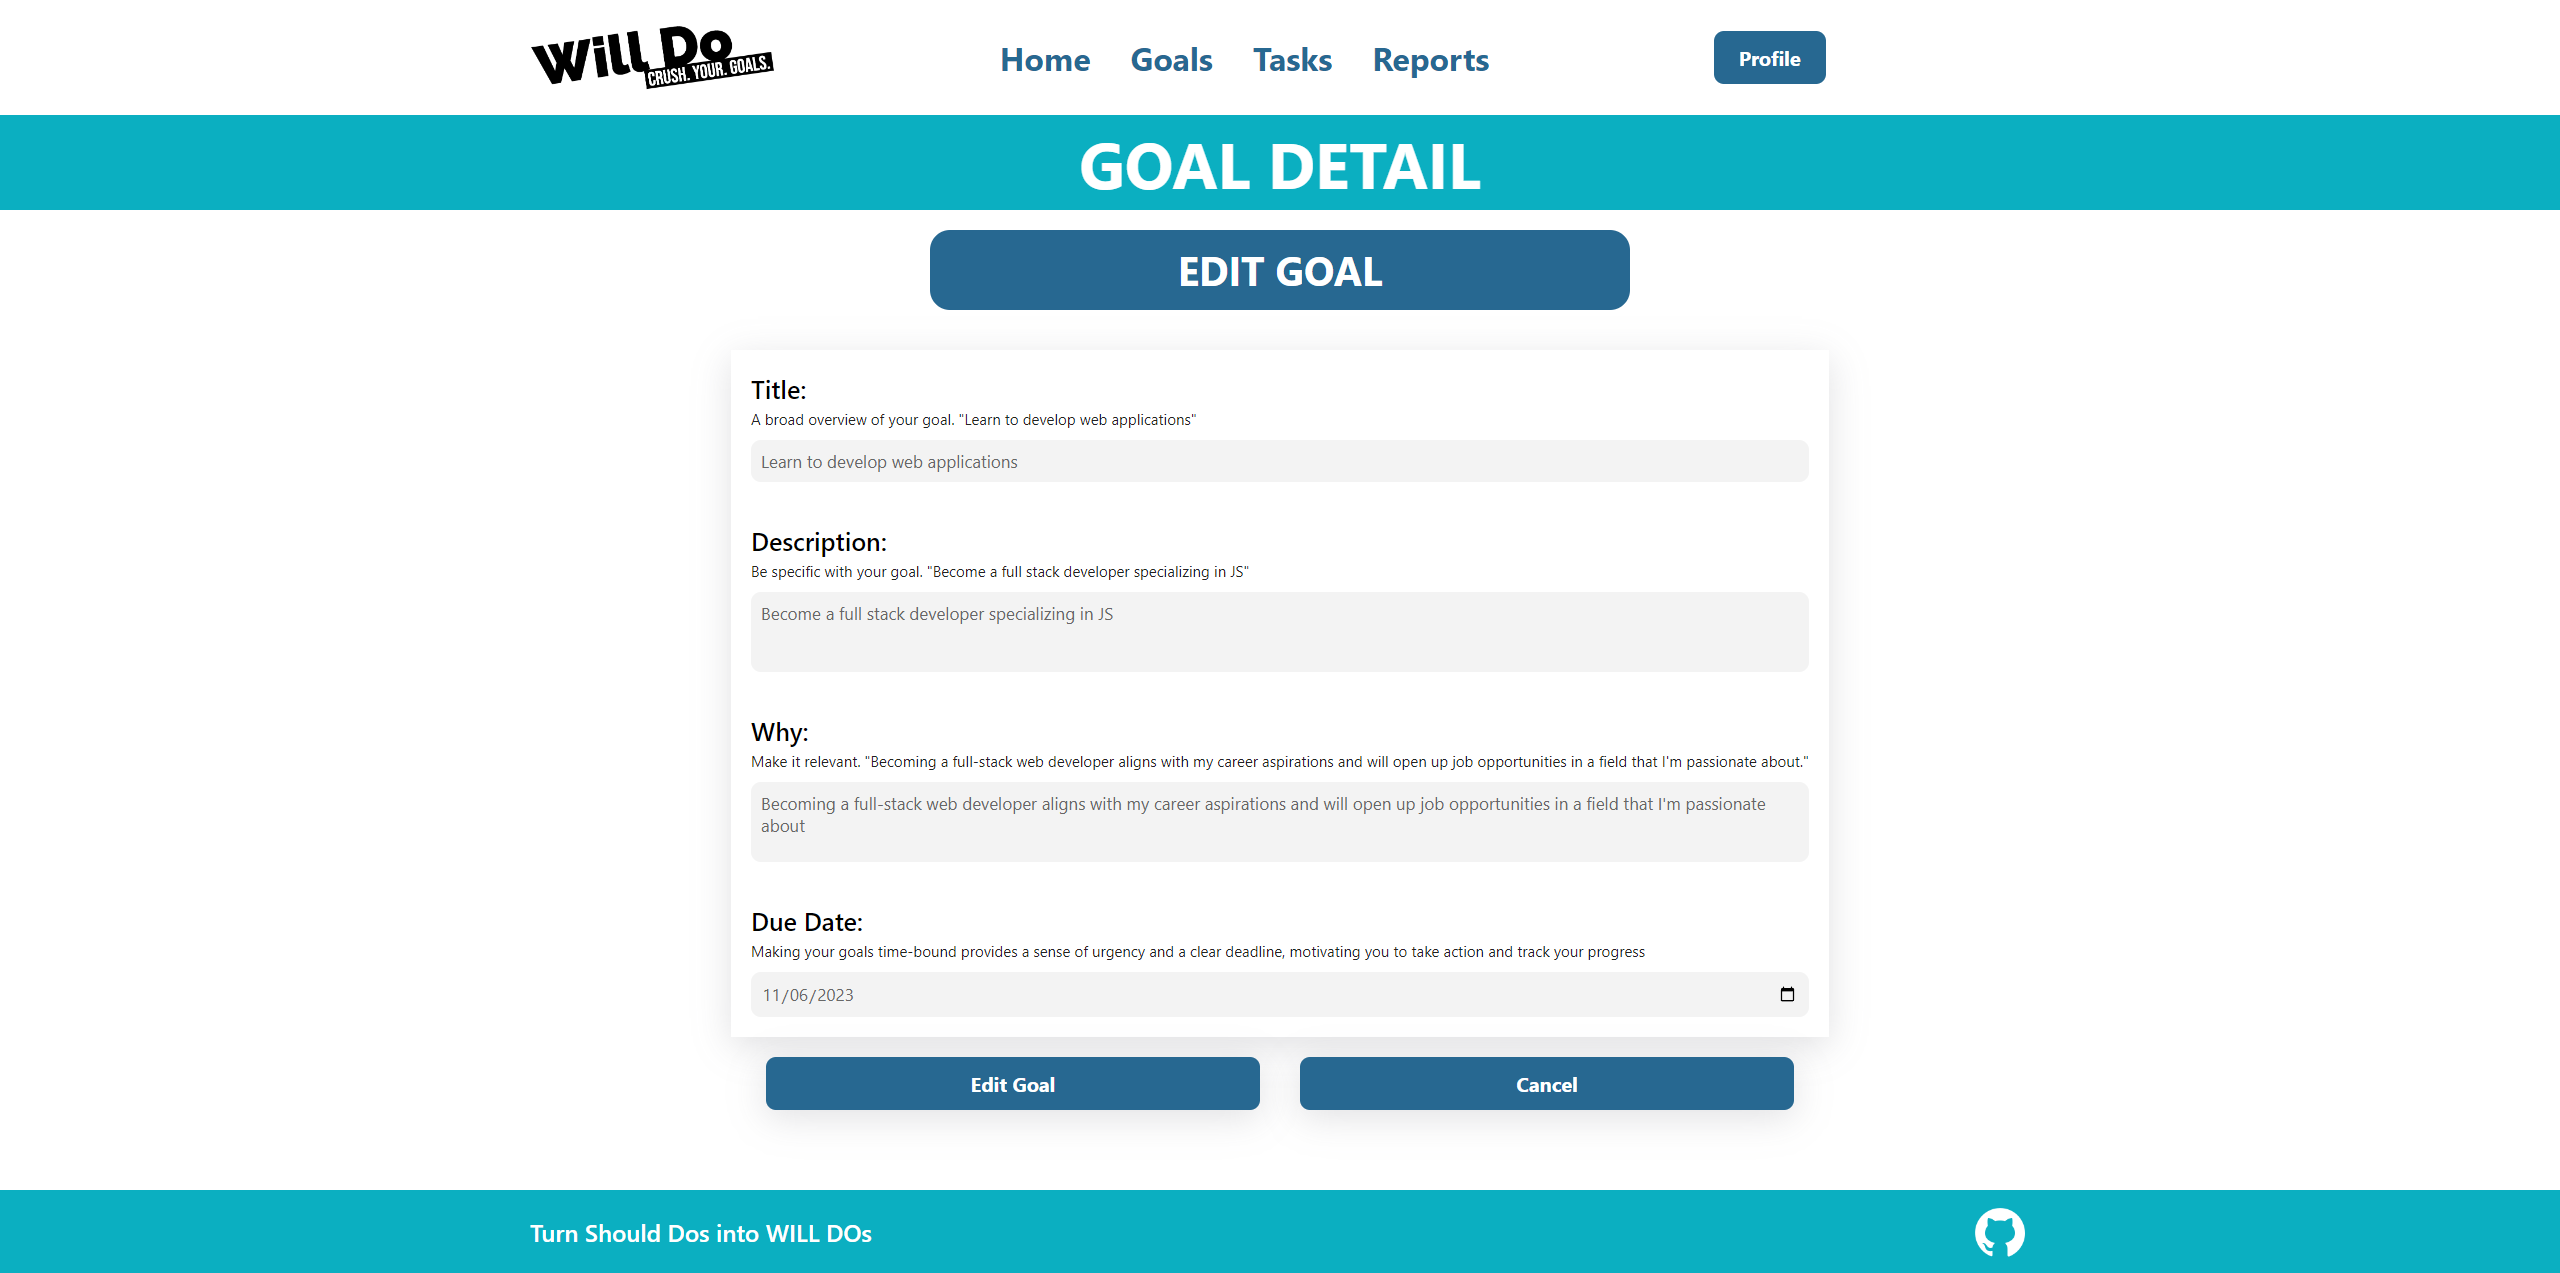 Will Do
CRUSH. YOUR. GOALS.
Home Goals Tasks Reports
Profile
GOAL DETAIL
EDIT GOAL
Title:
A broad overview of your goal. "Learn to develop web applications"
Learn to develop web applications
Description:
Be specific with your goal. "Become a full stack developer specializing in JS"
Become a full stack developer specializing in JS
Why:
Make it relevant. "Becoming a full-stack web developer aligns with my career aspirations and will open up job opportunities in a field that I'm passionate about."
Becoming a full-stack web developer aligns with my career aspirations and will open up job opportunities in a field that I'm passionate
about
Due Date:
Making your goals time-bound provides a sense of urgency and a clear deadline, motivating you to take action and track your progress
11/06/2023
Edit Goal Cancel
Turn Should Dos into WILL DOs